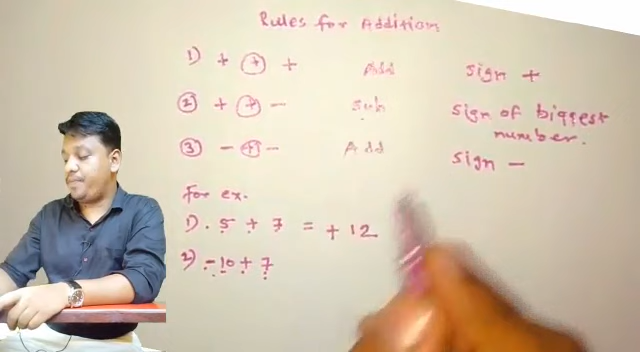 Rules for Addition
1) + (+) + Add sign +
② + (+) - Sub sign of biggest number.
③ - (+) - Add sign -
For ex.
1). 5 + 7 = + 12
2). -10 + 7